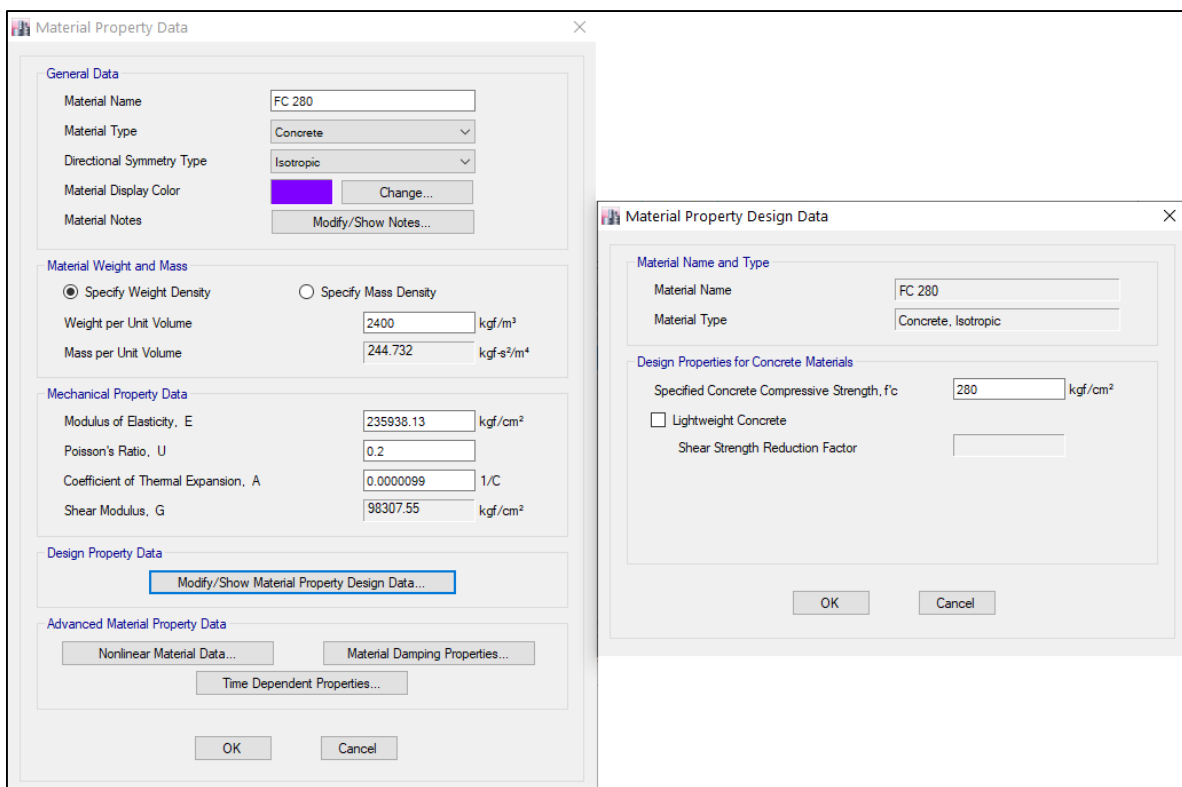 Material Property Data
General Data
Material Name FC 280
Material Type Concrete
Directional Symmetry Type Isotropic
Material Display Color Change...
Material Notes Modify/Show Notes...
Material Weight and Mass
Specify Weight Density Specify Mass Density
Weight per Unit Volume 2400 kgf/m³
Mass per Unit Volume 244.732 kgf-s²/m⁴
Mechanical Property Data
Modulus of Elasticity, E 235938.13 kgf/cm²
Poisson's Ratio, U 0.2
Coefficient of Thermal Expansion, A 0.0000099 1/C
Shear Modulus, G 98307.55 kgf/cm²
Design Property Data
Modify/Show Material Property Design Data...
Advanced Material Property Data
Nonlinear Material Data... Material Damping Properties...
Time Dependent Properties...
OK Cancel
Material Property Design Data
Material Name and Type
Material Name FC 280
Material Type Concrete, Isotropic
Design Properties for Concrete Materials
Specified Concrete Compressive Strength, f'c 280 kgf/cm²
Lightweight Concrete
Shear Strength Reduction Factor
OK Cancel